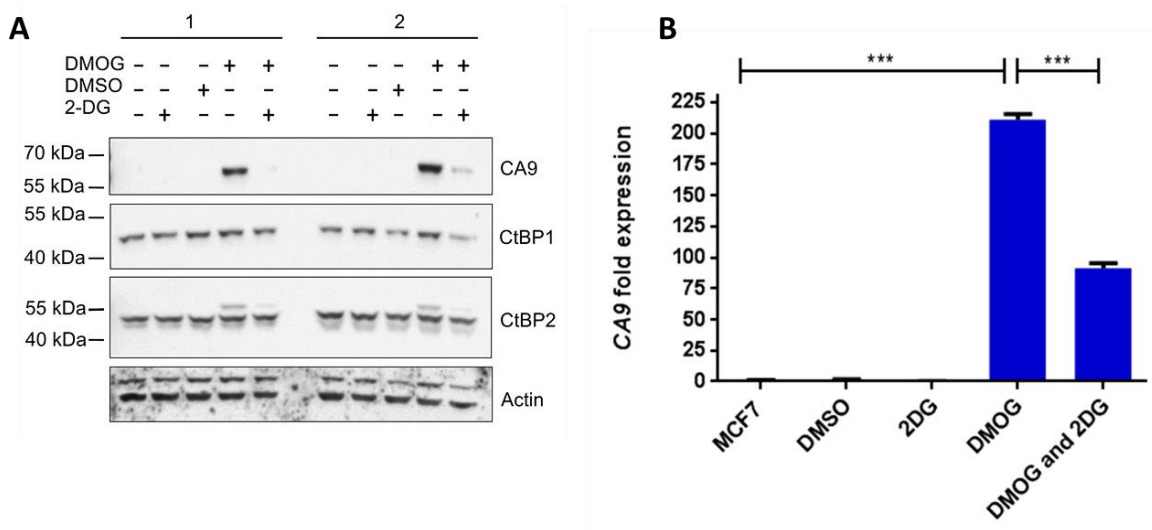 A
1 2
DMOG - - - + + - - - + +
DMSO - - + - - - - + - -
2-DG - + - - + - + - - +
70 kDa
55 kDa
CA9
55 kDa
40 kDa
CtBP1
55 kDa
40 kDa
CtBP2
Actin
B
*** ***
CA9 fold expression
225
200
175
150
125
100
75
50
25
0
MCF7 DMSO 2DG DMOG DMOG and 2DG